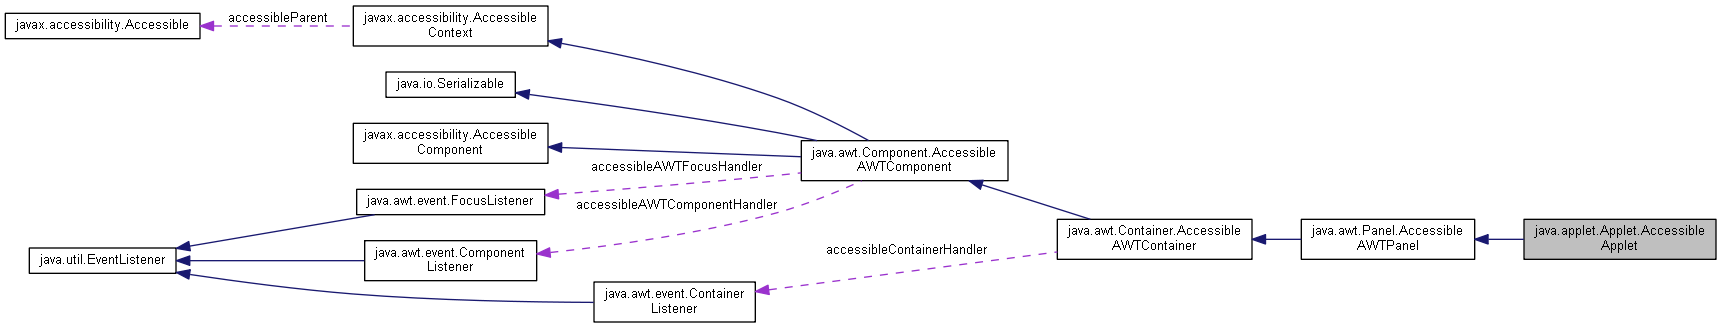 javax.accessibility.Accessible
accessibleParent
javax.accessibility.Accessible
Context
java.io.Serializable
javax.accessibility.Accessible
Component
java.awt.Component.Accessible
AWTComponent
accessibleAWTFocusHandler
java.awt.event.FocusListener
accessibleAWTComponentHandler
java.util.EventListener
java.awt.event.Component
Listener
accessibleContainerHandler
java.awt.event.Container
Listener
java.awt.Container.Accessible
AWTContainer
java.awt.Panel.Accessible
AWTPanel
java.applet.Applet.Accessible
Applet